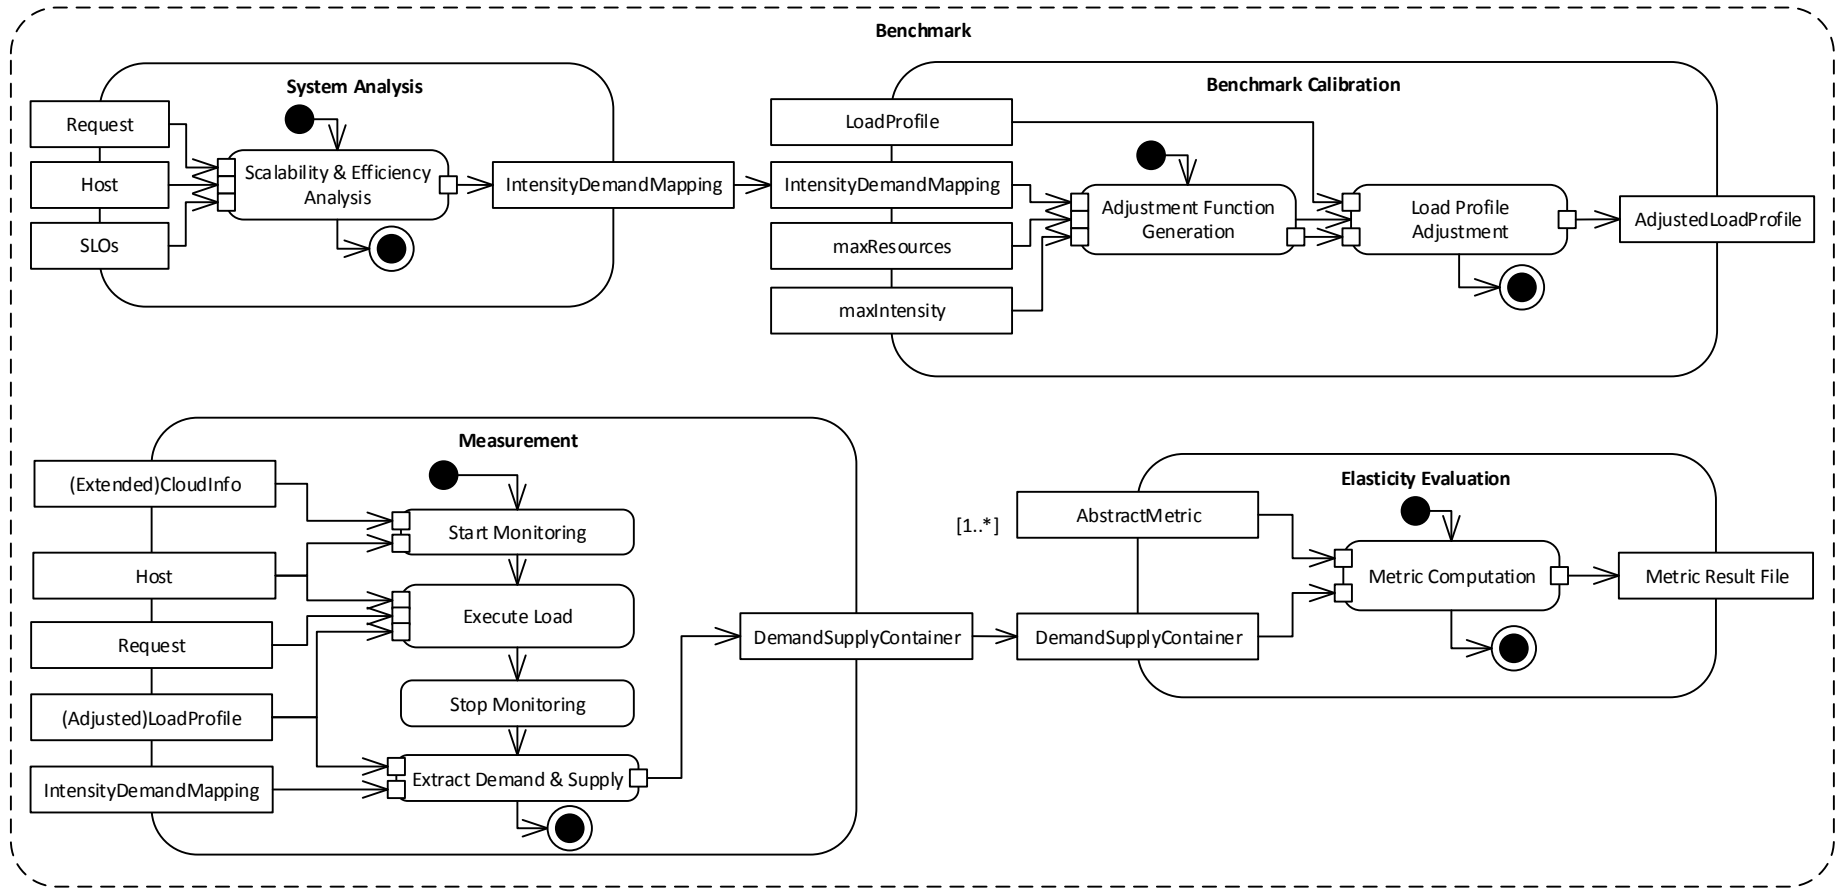 Benchmark
System Analysis
Request
Host
SLOs
Scalability & Efficiency
Analysis
IntensityDemandMapping
Benchmark Calibration
LoadProfile
IntensityDemandMapping
maxResources
maxIntensity
Adjustment Function
Generation
Load Profile
Adjustment
AdjustedLoadProfile
Measurement
(Extended)CloudInfo
Host
Request
(Adjusted)LoadProfile
IntensityDemandMapping
Start Monitoring
Execute Load
Stop Monitoring
Extract Demand & Supply
DemandSupplyContainer
Elasticity Evaluation
[1..*]
AbstractMetric
DemandSupplyContainer
Metric Computation
Metric Result File